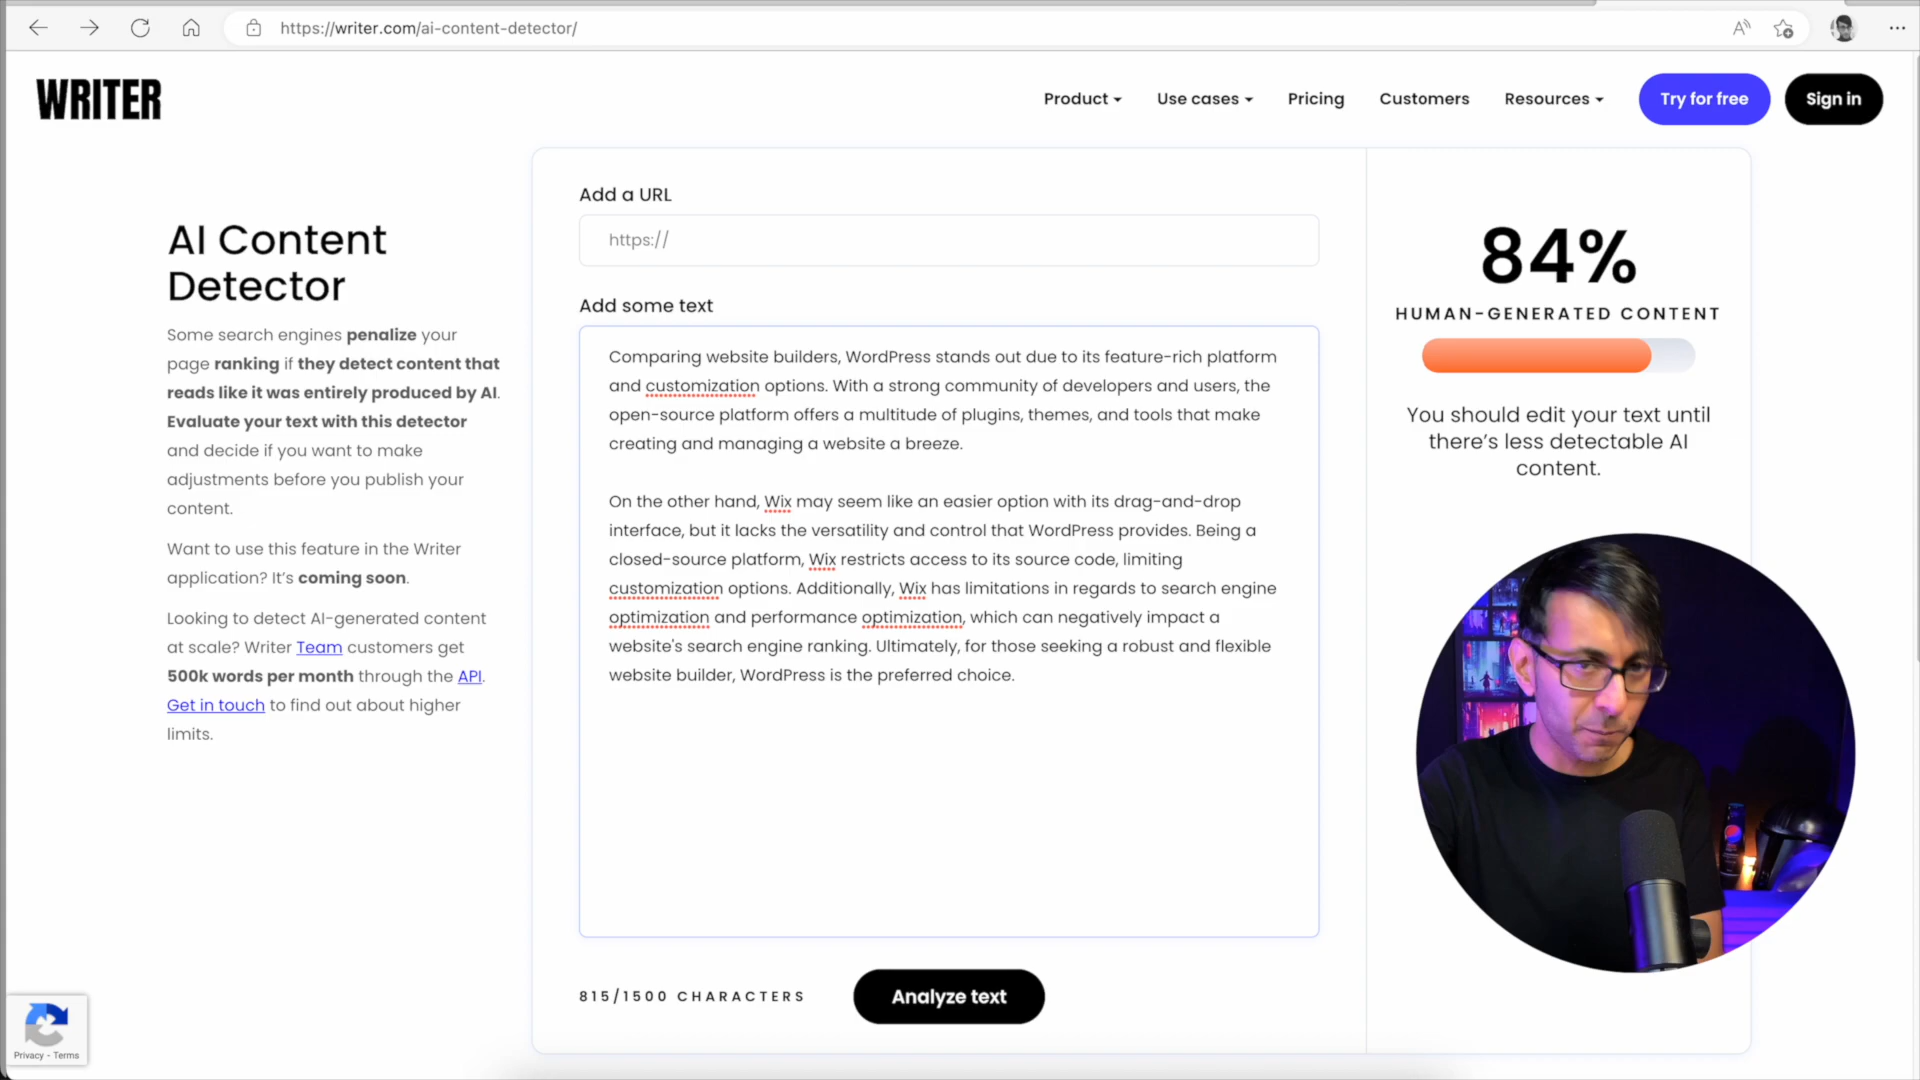 https://writer.com/ai-content-detector/
WRITER
Product
Use cases
Pricing
Customers
Resources
Try for free
Sign in
AI Content
Detector
Some search engines penalize your
page ranking if they detect content that
reads like it was entirely produced by AI.
Evaluate your text with this detector
and decide if you want to make
adjustments before you publish your
content.
Want to use this feature in the Writer
application? It’s coming soon.
Looking to detect AI-generated content
at scale? Writer Team customers get
500k words per month through the API.
Get in touch to find out about higher
limits.
Add a URL
https://
Add some text
Comparing website builders, WordPress stands out due to its feature-rich platform
and customization options. With a strong community of developers and users, the
open-source platform offers a multitude of plugins, themes, and tools that make
creating and managing a website a breeze.
On the other hand, Wix may seem like an easier option with its drag-and-drop
interface, but it lacks the versatility and control that WordPress provides. Being a
closed-source platform, Wix restricts access to its source code, limiting
customization options. Additionally, Wix has limitations in regards to search engine
optimization and performance optimization, which can negatively impact a
website's search engine ranking. Ultimately, for those seeking a robust and flexible
website builder, WordPress is the preferred choice.
815/1500 CHARACTERS
Analyze text
84%
HUMAN-GENERATED CONTENT
You should edit your text until
there’s less detectable AI
content.
Privacy - Terms